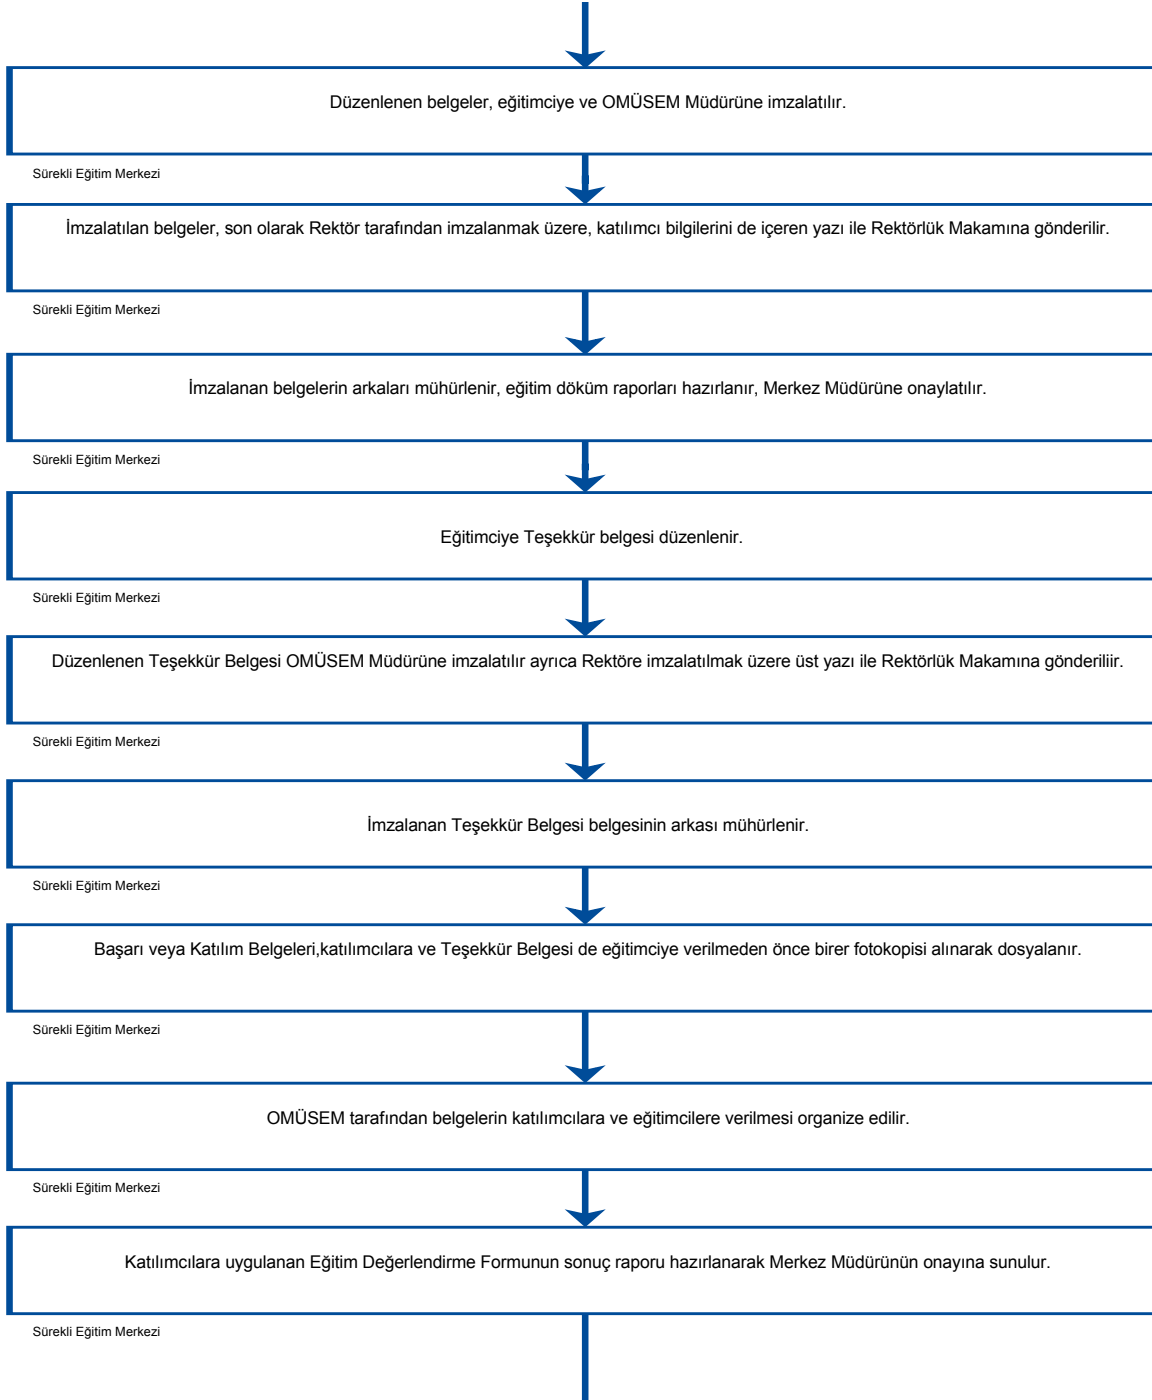 Düzenlenen belgeler, eğitimciye ve OMÜSEM Müdürüne imzalatılır.
Sürekli Eğitim Merkezi
İmzalatılan belgeler, son olarak Rektör tarafından imzalanmak üzere, katılımcı bilgilerini de içeren yazı ile Rektörlük Makamına gönderilir.
Sürekli Eğitim Merkezi
İmzalanan belgelerin arkaları mühürlenir, eğitim döküm raporları hazırlanır, Merkez Müdürüne onaylatılır.
Sürekli Eğitim Merkezi
Eğitimciye Teşekkür belgesi düzenlenir.
Sürekli Eğitim Merkezi
Düzenlenen Teşekkür Belgesi OMÜSEM Müdürüne imzalatılır ayrıca Rektöre imzalatılmak üzere üst yazı ile Rektörlük Makamına gönderiliir.
Sürekli Eğitim Merkezi
İmzalanan Teşekkür Belgesi belgesinin arkası mühürlenir.
Sürekli Eğitim Merkezi
Başarı veya Katılım Belgeleri,katılımcılara ve Teşekkür Belgesi de eğitimciye verilmeden önce birer fotokopisi alınarak dosyalanır.
Sürekli Eğitim Merkezi
OMÜSEM tarafından belgelerin katılımcılara ve eğitimcilere verilmesi organize edilir.
Sürekli Eğitim Merkezi
Katılımcılara uygulanan Eğitim Değerlendirme Formunun sonuç raporu hazırlanarak Merkez Müdürünün onayına sunulur.
Sürekli Eğitim Merkezi